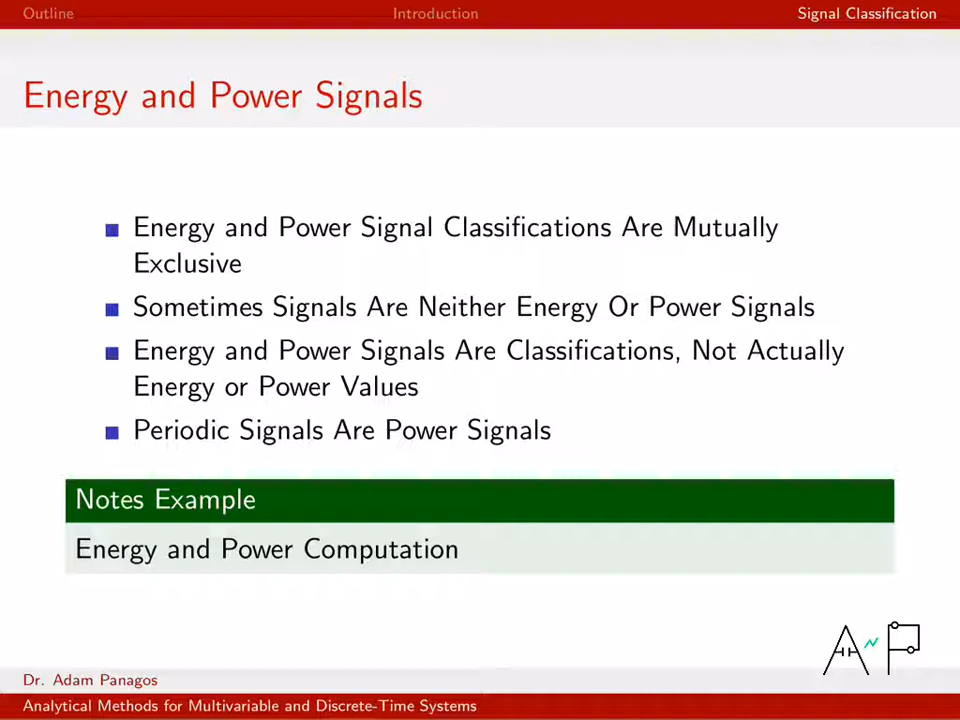 Outline
Introduction
Signal Classification
Energy and Power Signals
Energy and Power Signal Classifications Are Mutually
Exclusive
Sometimes Signals Are Neither Energy Or Power Signals
Energy and Power Signals Are Classifications, Not Actually
Energy or Power Values
Periodic Signals Are Power Signals
Notes Example
Energy and Power Computation
AP
Dr. Adam Panagos
Analytical Methods for Multivariable and Discrete-Time Systems